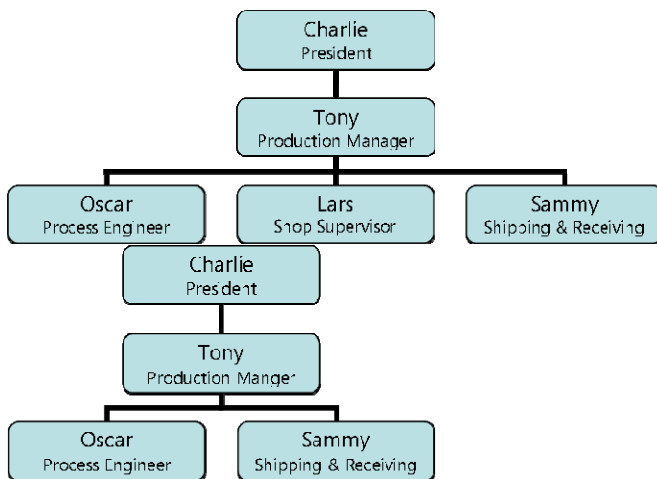 Charlie
President
Tony
Production Manager
Oscar
Process Engineer
Lars
Shop Supervisor
Sammy
Shipping & Receiving
Charlie
President
Tony
Production Manger
Oscar
Process Engineer
Sammy
Shipping & Receiving